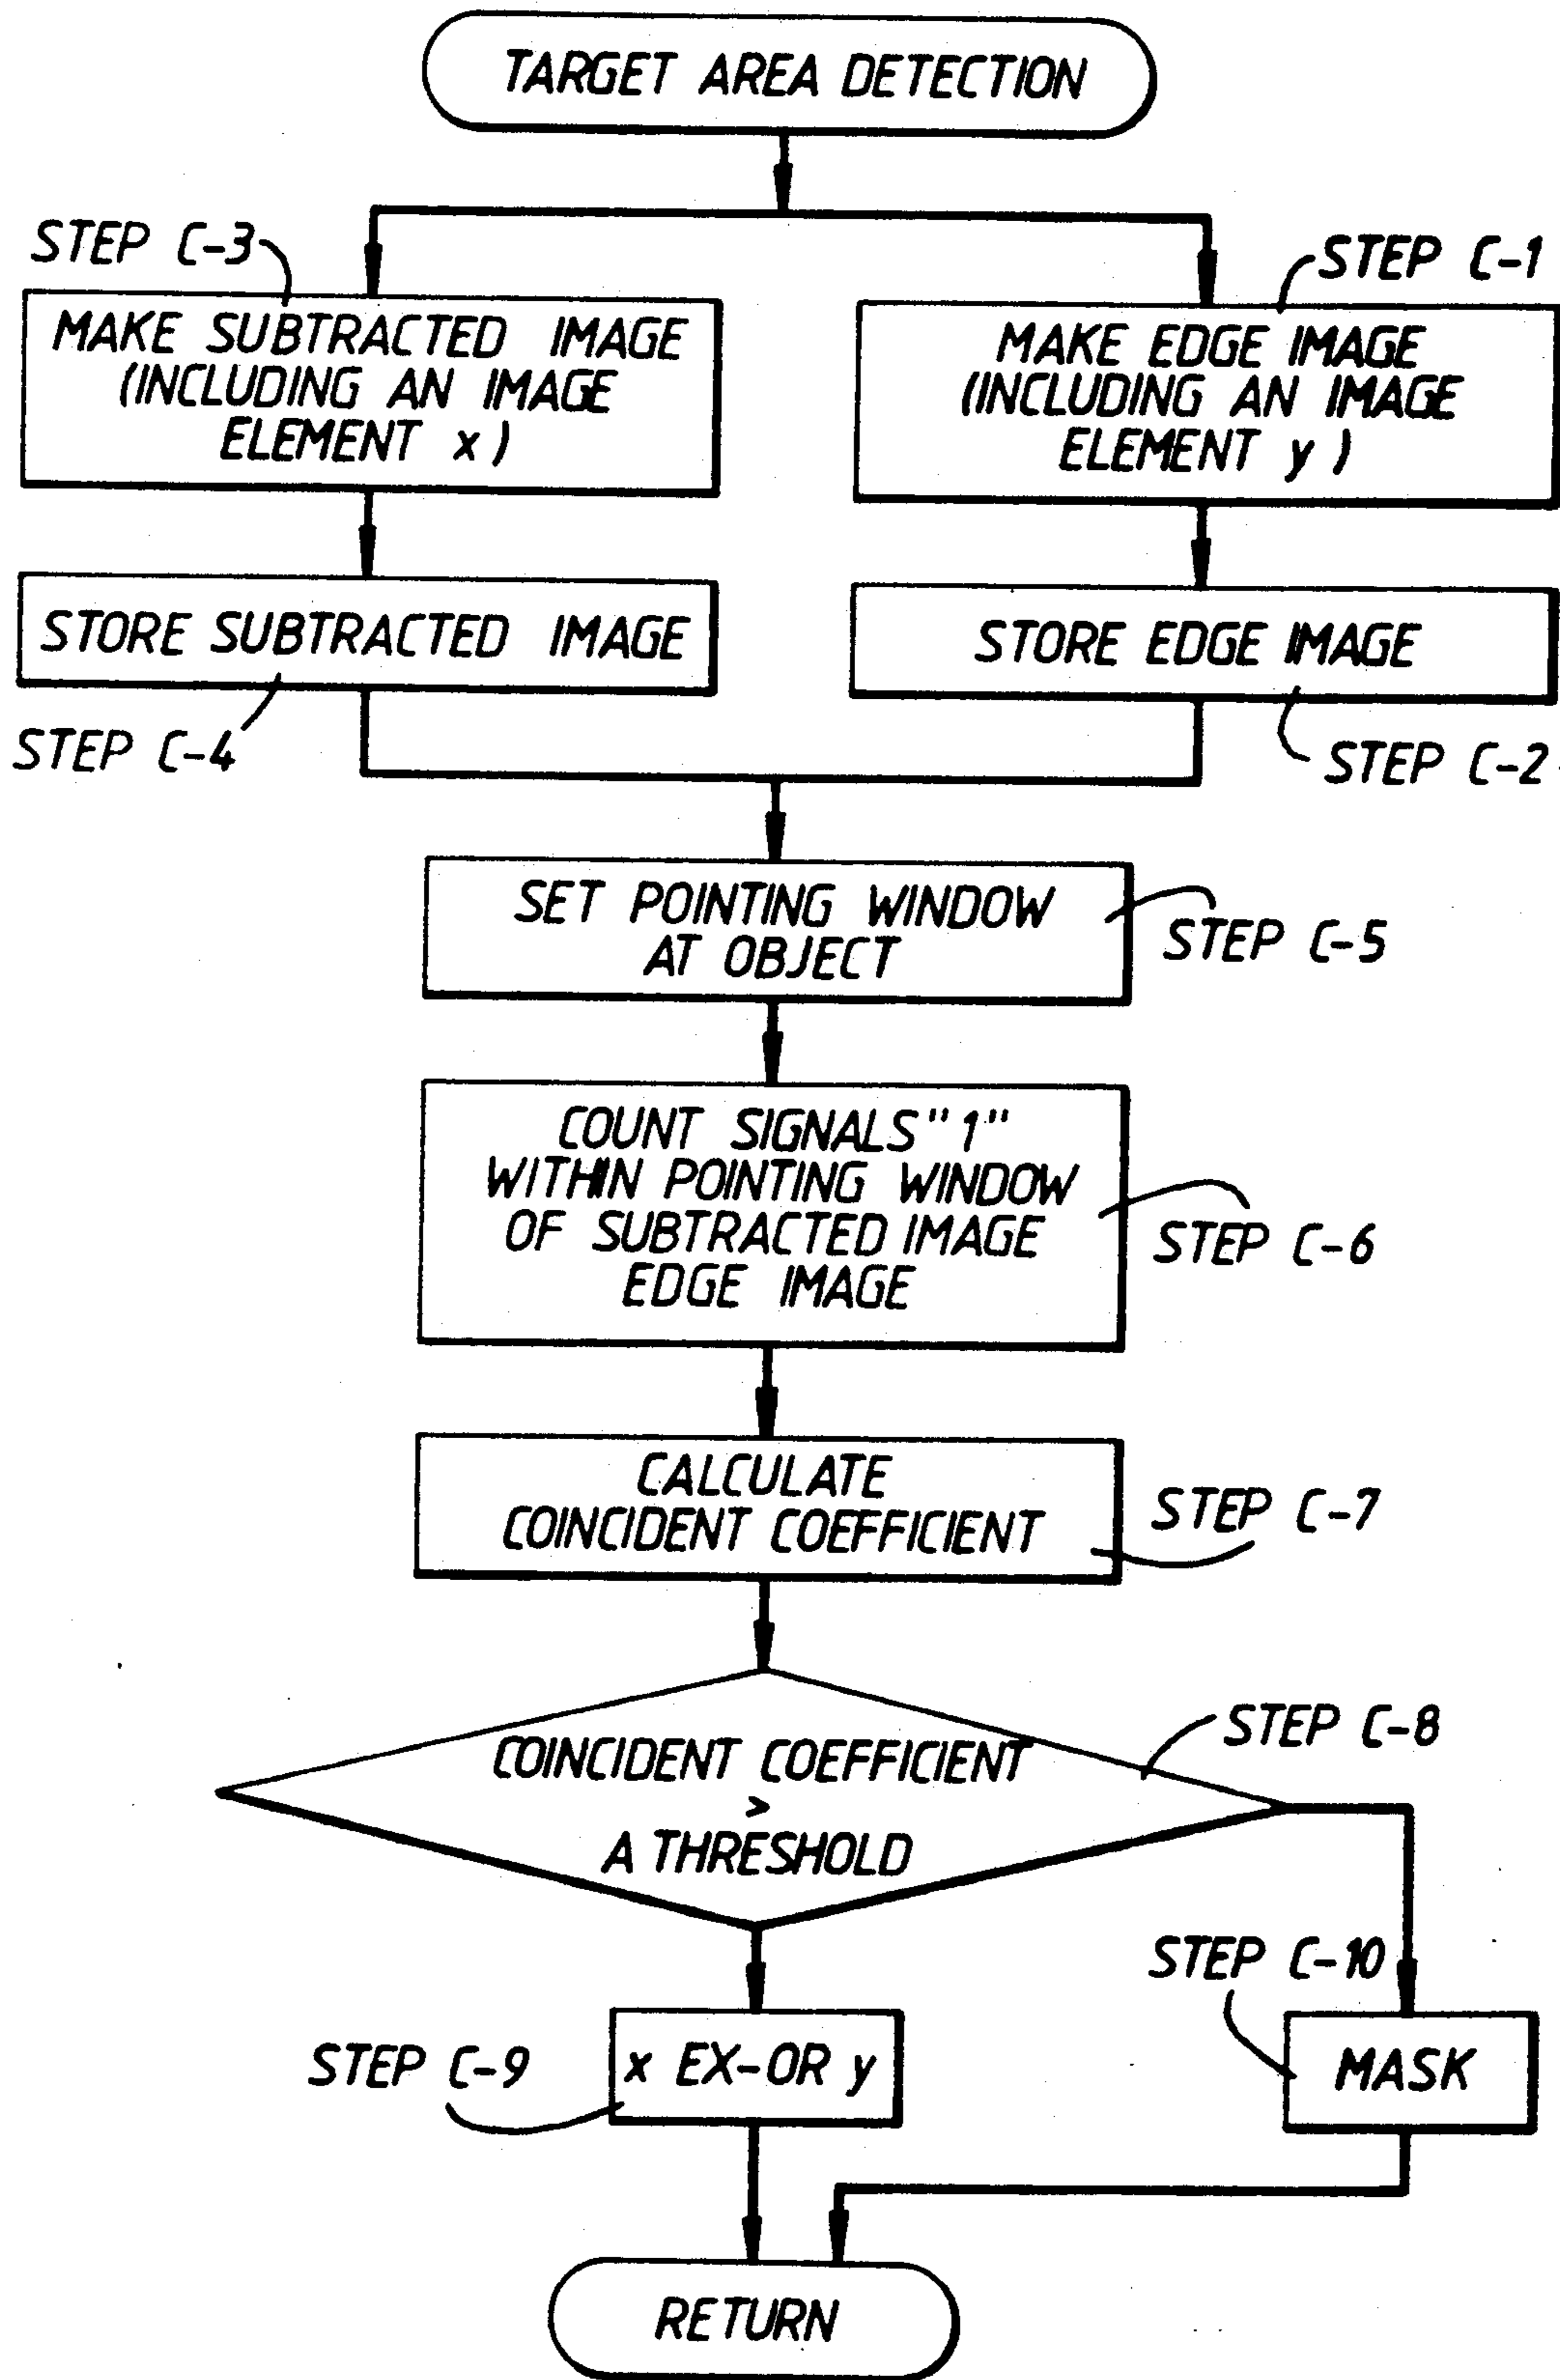 TARGET AREA DETECTION
STEP C-3
STEP C-1
MAKE SUBTRACTED IMAGE
(INCLUDING AN IMAGE
ELEMENT x)
MAKE EDGE IMAGE
(INCLUDING AN IMAGE
ELEMENT y)
STORE SUBTRACTED IMAGE
STORE EDGE IMAGE
STEP C-4
STEP C-2
SET POINTING WINDOW
AT OBJECT
STEP C-5
COUNT SIGNALS "1"
WITHIN POINTING WINDOW
OF SUBTRACTED IMAGE
EDGE IMAGE
STEP C-6
CALCULATE
COINCIDENT COEFFICIENT
STEP C-7
STEP C-8
COINCIDENT COEFFICIENT
>
A THRESHOLD
STEP C-10
STEP C-9
x EX-OR y
MASK
RETURN